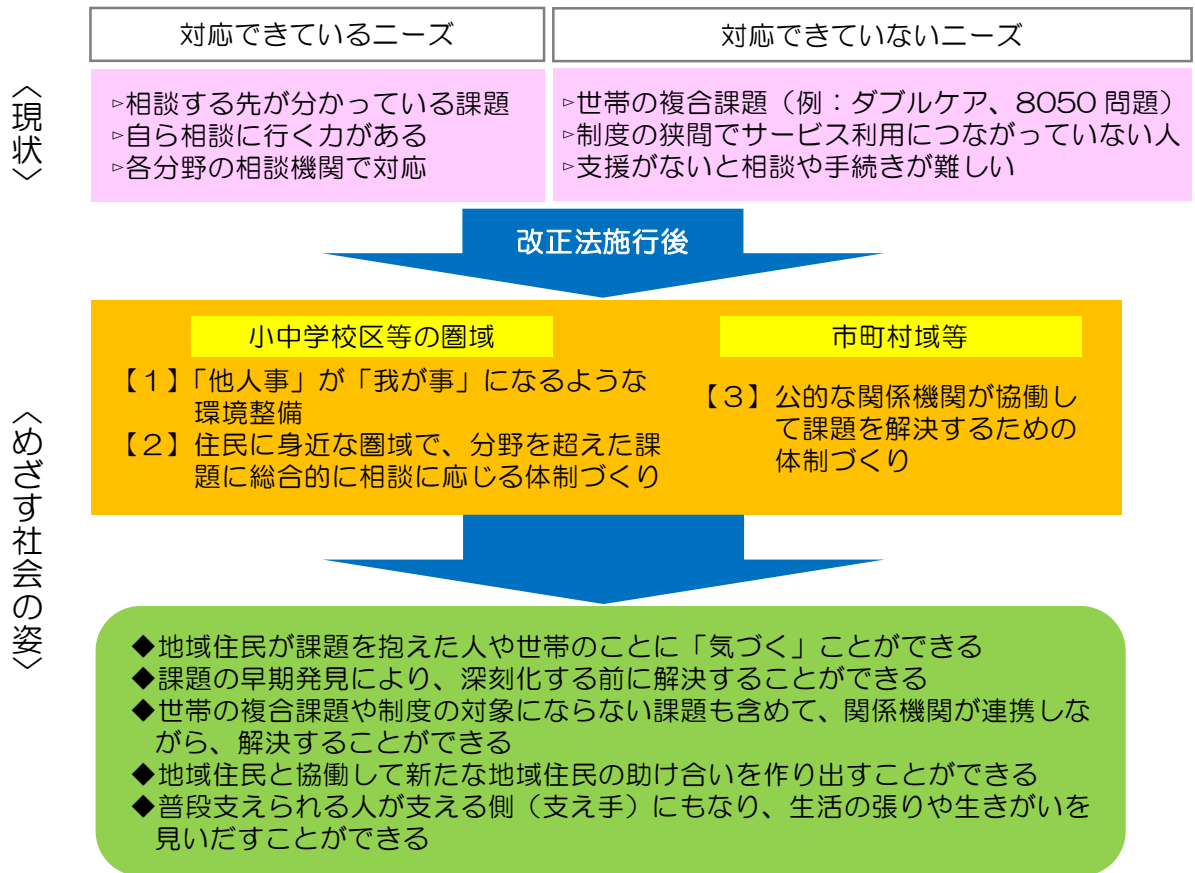 対応できているニーズ
対応できていないニーズ
〈現状〉
▹相談する先が分かっている課題
▹自ら相談に行く力がある
▹各分野の相談機関で対応
▹世帯の複合課題（例：ダブルケア、8050 問題）
▹制度の狭間でサービス利用につながっていない人
▹支援がないと相談や手続きが難しい
改正法施行後
〈めざす社会の姿〉
小中学校区等の圏域
【１】「他人事」が「我が事」になるような
環境整備
【２】住民に身近な圏域で、分野を超えた課
題に総合的に相談に応じる体制づくり
市町村域等
【３】公的な関係機関が協働し
て課題を解決するための
体制づくり
◆地域住民が課題を抱えた人や世帯のことに「気づく」ことができる
◆課題の早期発見により、深刻化する前に解決することができる
◆世帯の複合課題や制度の対象にならない課題も含めて、関係機関が連携しな
がら、解決することができる
◆地域住民と協働して新たな地域住民の助け合いを作り出すことができる
◆普段支えられる人が支える側（支え手）にもなり、生活の張りや生きがいを
見いだすことができる